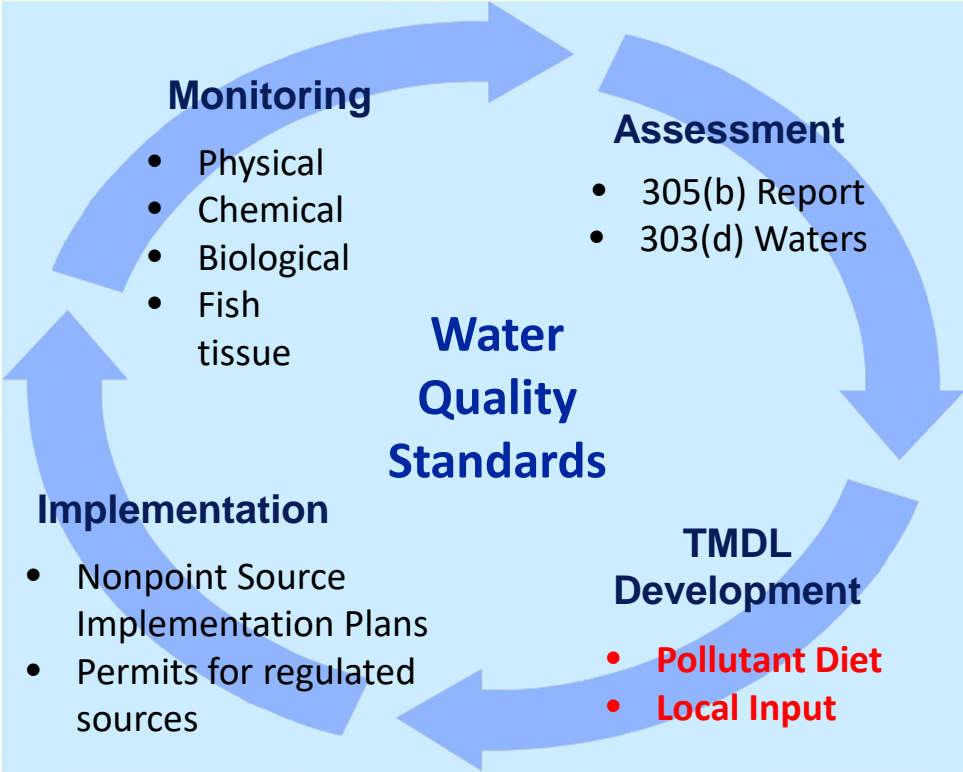 Monitoring
• Physical
• Chemical
• Biological
• Fish
tissue
Assessment
• 305(b) Report
• 303(d) Waters
Water
Quality
Standards
Implementation
• Nonpoint Source
Implementation Plans
• Permits for regulated
sources
TMDL
Development
• Pollutant Diet
• Local Input